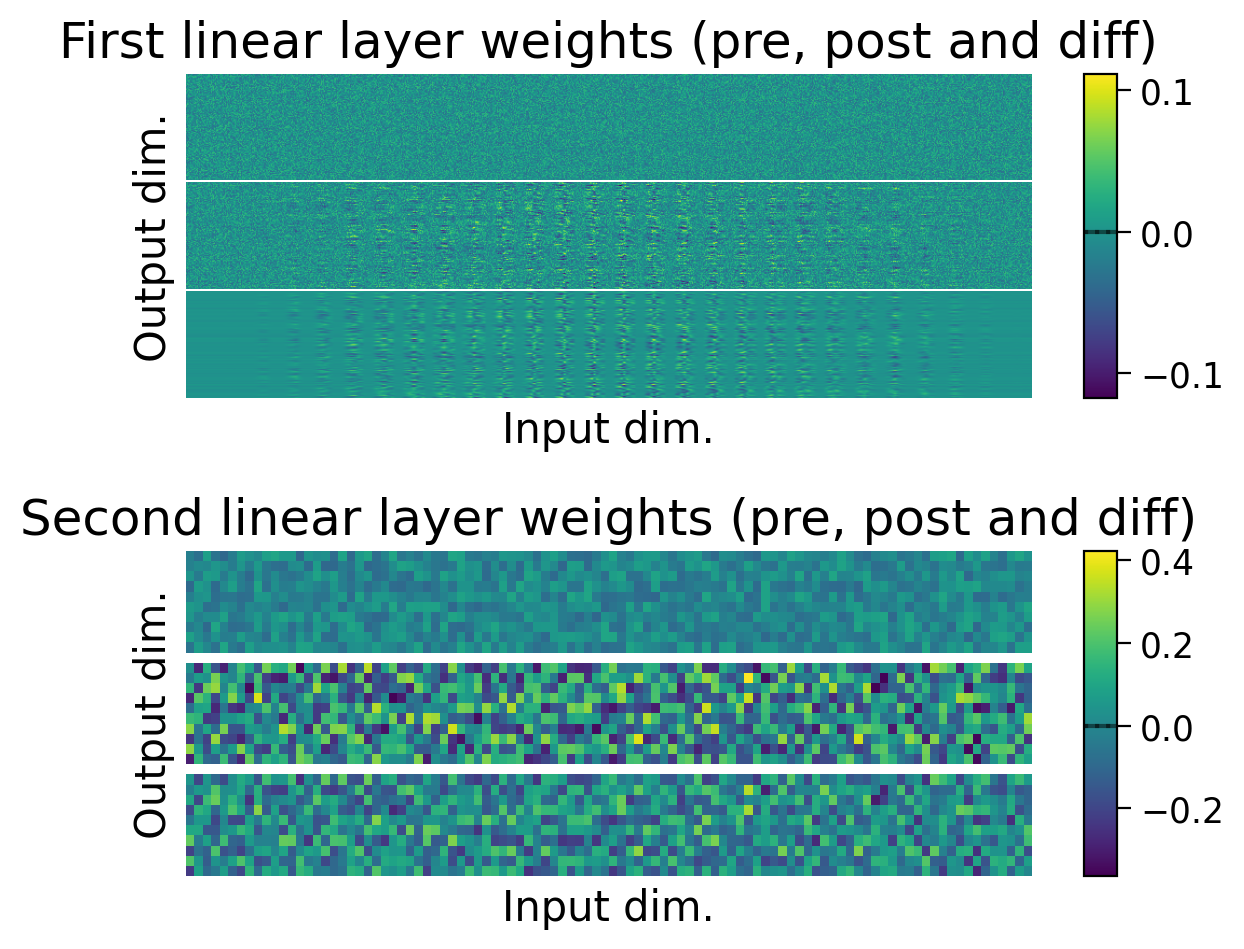 First linear layer weights (pre, post and diff)
Output dim.
Input dim.
0.1
0.0
−0.1
Second linear layer weights (pre, post and diff)
Output dim.
Input dim.
0.4
0.2
0.0
−0.2